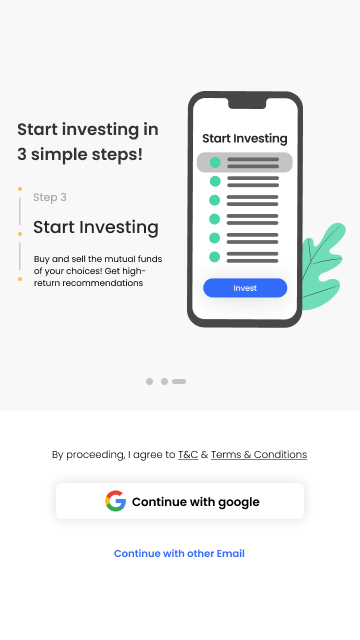 Start investing in
3 simple steps!
Step 3
Start Investing
Buy and sell the mutual funds
of your choices! Get high-
return recommendations
Start Investing
Invest
By proceeding, I agree to T&C & Terms & Conditions
Continue with google
Continue with other Email